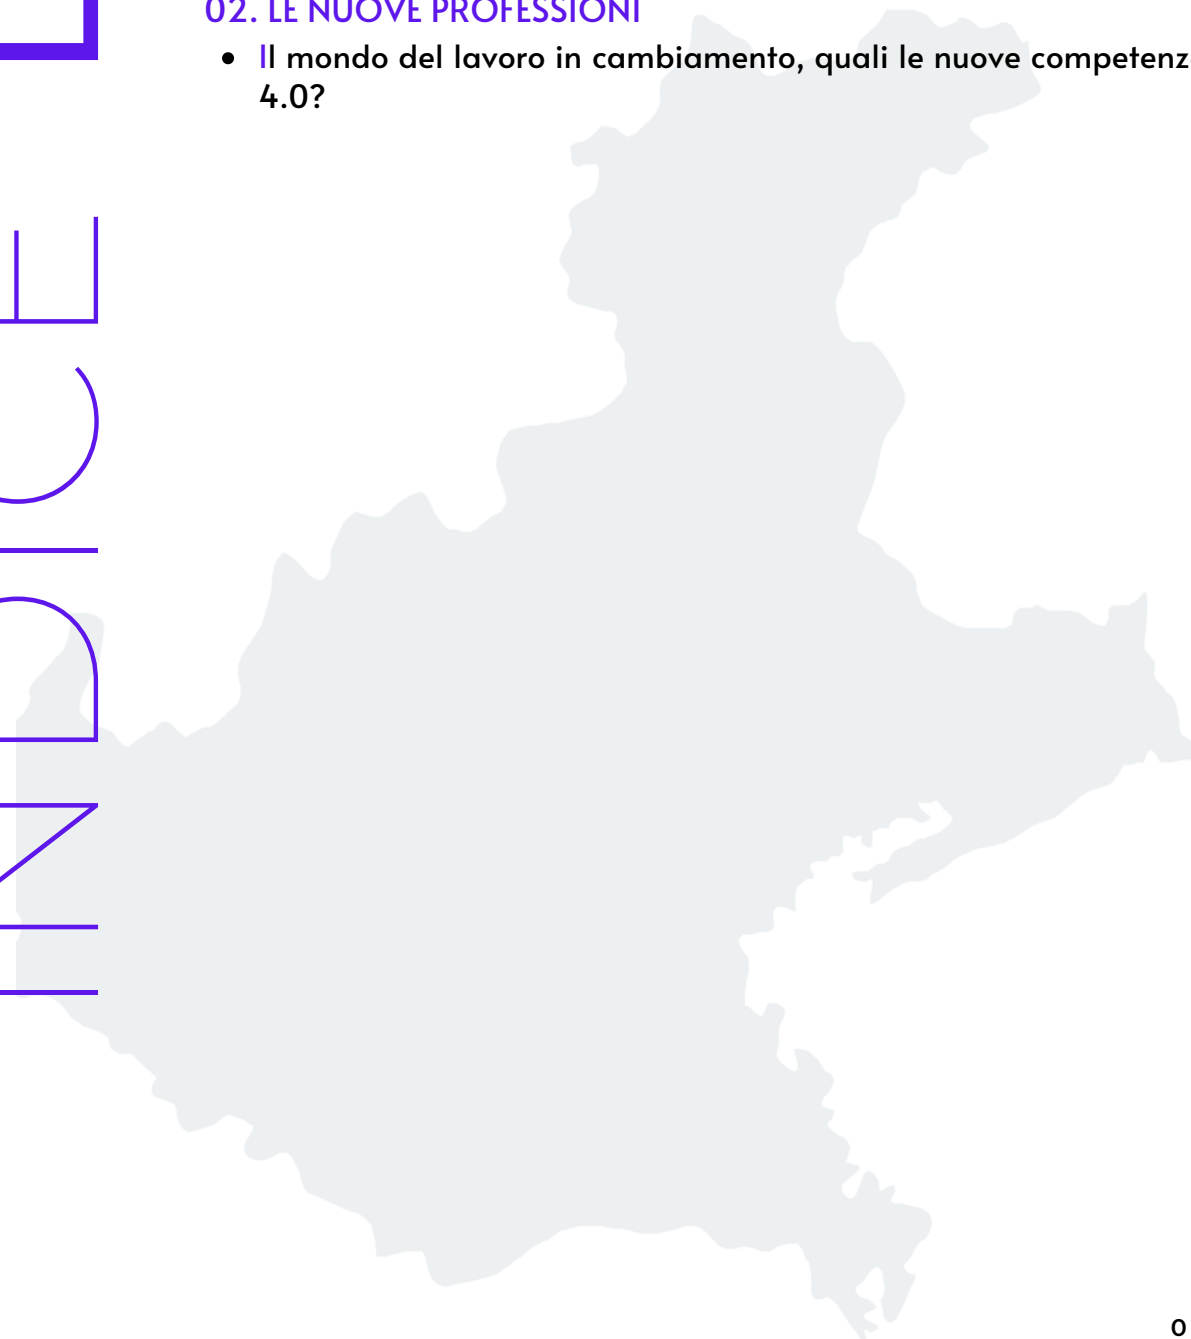 02. LE NUOVE PROFESSIONI
• Il mondo del lavoro in cambiamento, quali le nuove competenz
4.0?
INDICE
0